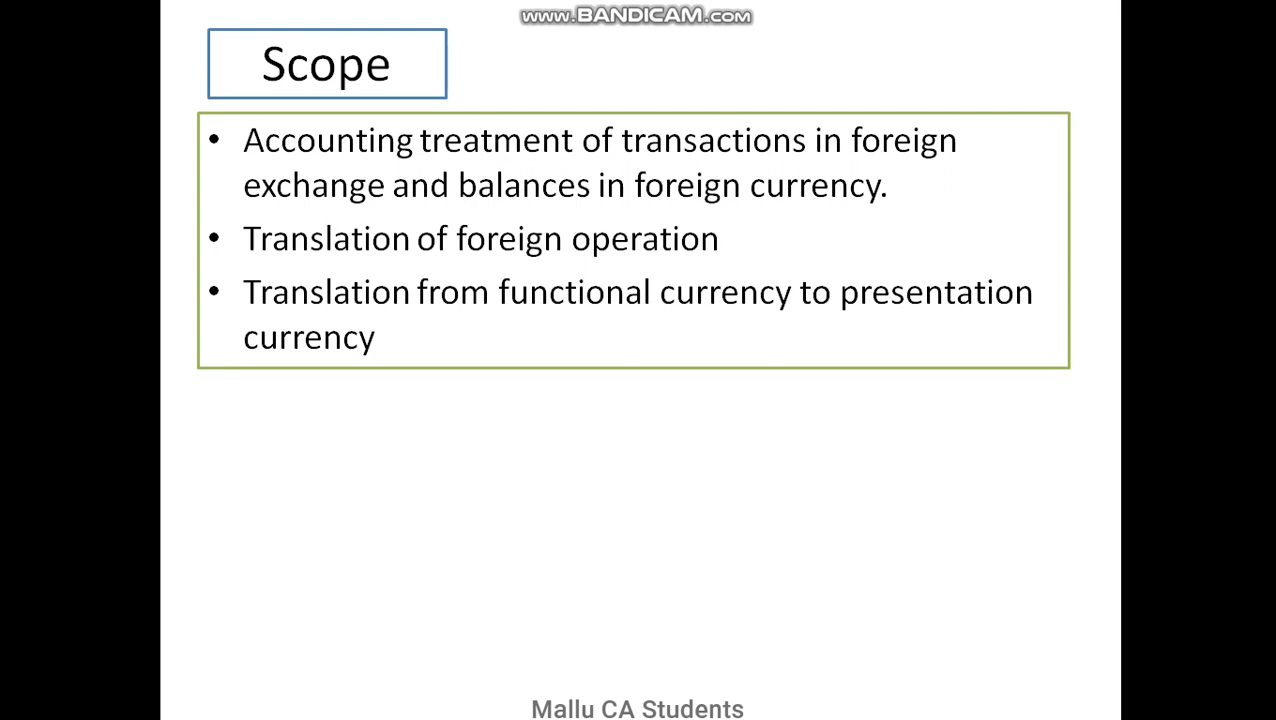 www.BANDICAM.com
Scope
• Accounting treatment of transactions in foreign
exchange and balances in foreign currency.
• Translation of foreign operation
• Translation from functional currency to presentation
currency
Mallu CA Students